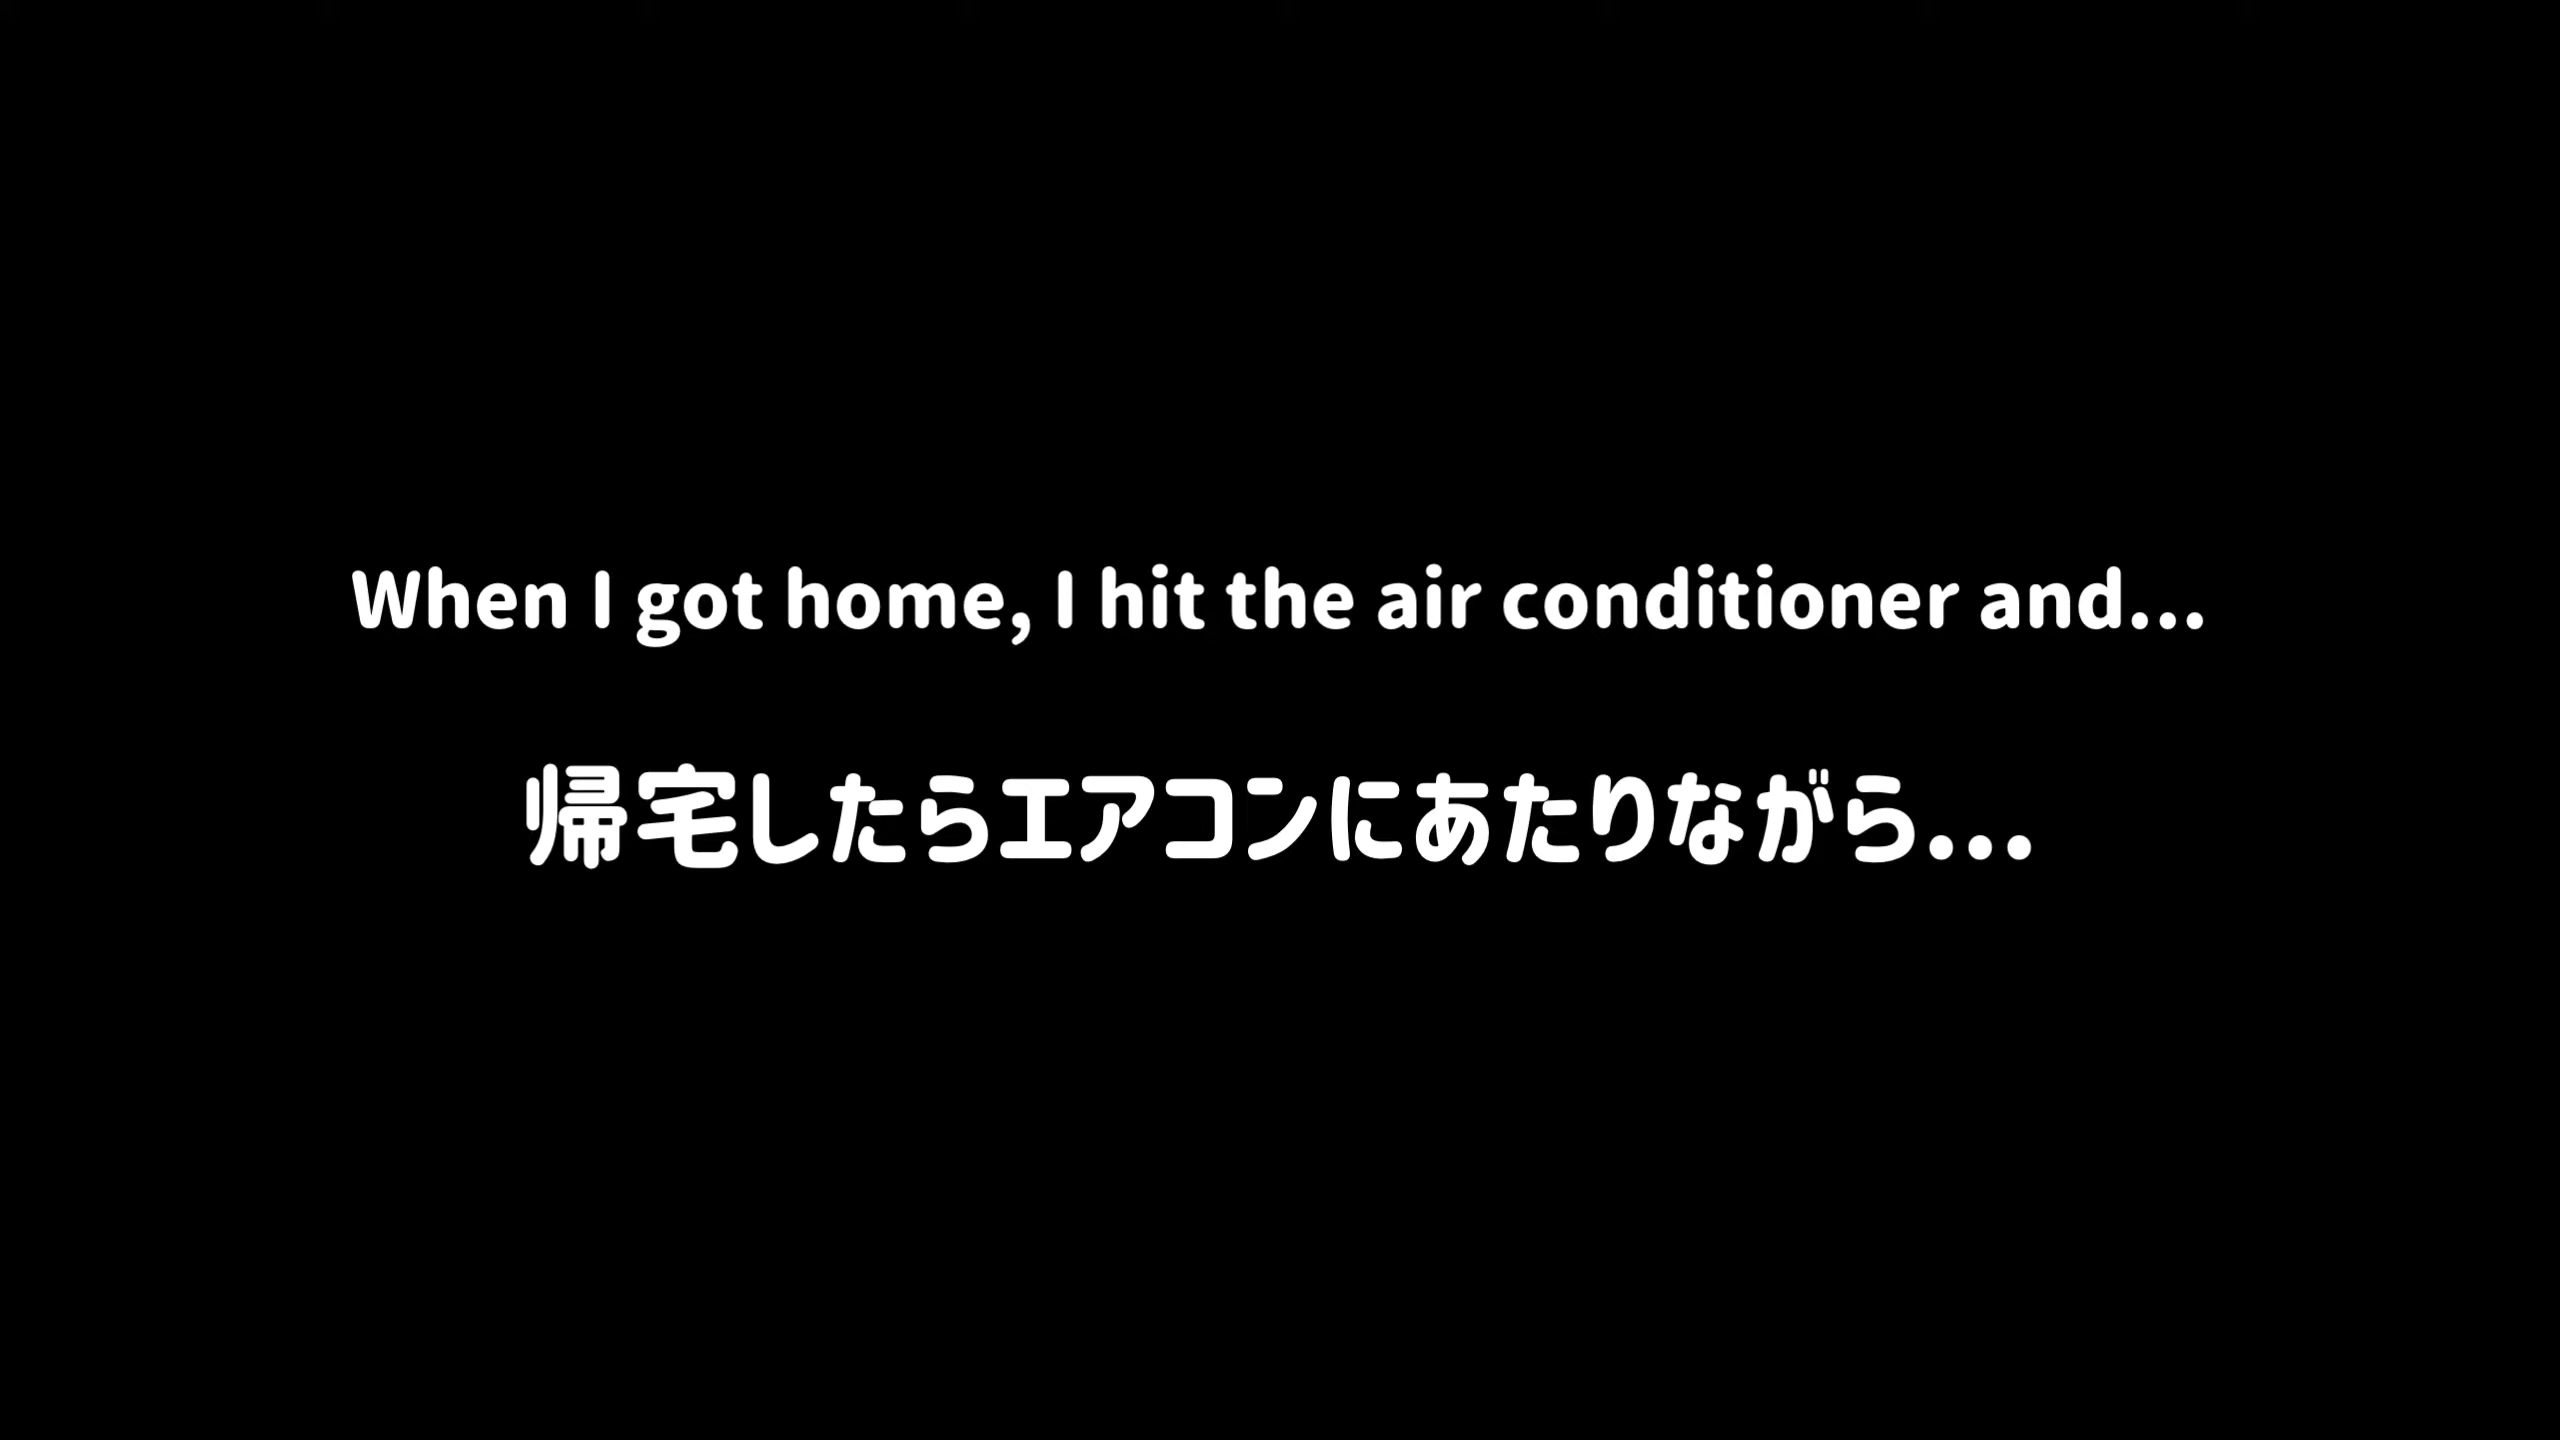 When I got home, I hit the air conditioner and...
帰宅したらエアコンにあたりながら...